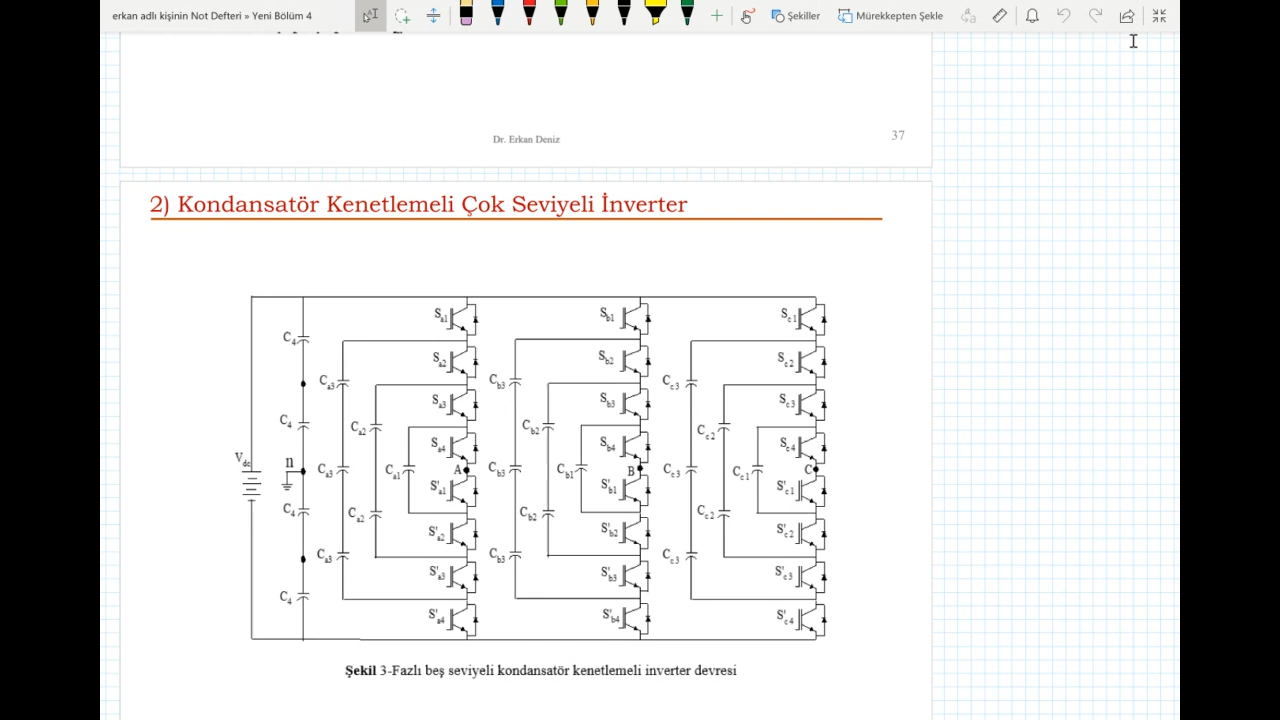 erkan adlı kişinin Not Defteri » Yeni Bölüm 4
Şekiller
Mürekkepten Şekle
Dr. Erkan Deniz
37
2) Kondansatör Kenetlemeli Çok Seviyeli İnverter
Sa1 Sb1 Sc1
C4
Sa2 Sb2 Sc2
Ca3 Cb3 Cc3
Sa3 Sb3 Sc3
C4 Ca2 Cb2 Cc2
Sa4 Sb4 Sc4
Vdc n Ca3 Ca1 A Cb3 Cb1 B Cc3 Cc1 C
S'a1 S'b1 S'c1
C4 Ca2 Cb2 Cc2
S'a2 S'b2 S'c2
Ca3 Cb3 Cc3
S'a3 S'b3 S'c3
C4
S'a4 S'b4 S'c4
Şekil 3-Fazlı beş seviyeli kondansatör kenetlemeli inverter devresi